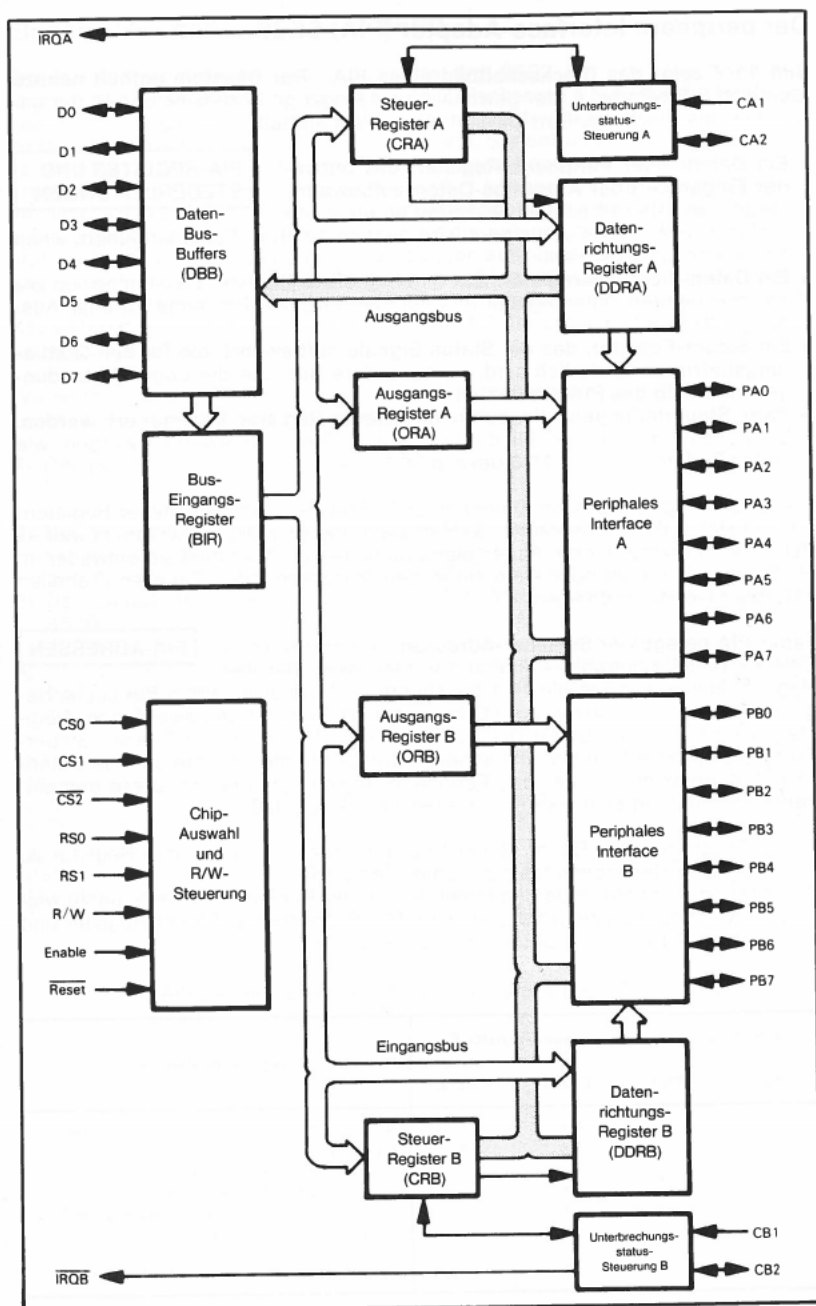 IRQA
D0
D1
D2
D3
D4
D5
D6
D7
Daten-
Bus-
Buffers
(DBB)
Steuer-
Register A
(CRA)
Unterbrechungs-
status-
Steuerung A
CA1
CA2
Daten-
richtungs-
Register A
(DDRA)
Ausgangsbus
Ausgangs-
Register A
(ORA)
Bus-
Eingangs-
Register
(BIR)
Periphales
Interface
A
PA0
PA1
PA2
PA3
PA4
PA5
PA6
PA7
CS0
CS1
CS2
RS0
RS1
R/W
Enable
Reset
Chip-
Auswahl
und
R/W-
Steuerung
Ausgangs-
Register B
(ORB)
Periphales
Interface
B
PB0
PB1
PB2
PB3
PB4
PB5
PB6
PB7
Eingangsbus
Daten-
richtungs-
Register B
(DDRB)
Steuer-
Register B
(CRB)
Unterbrechungs-
status-
Steuerung B
CB1
CB2
IRQB